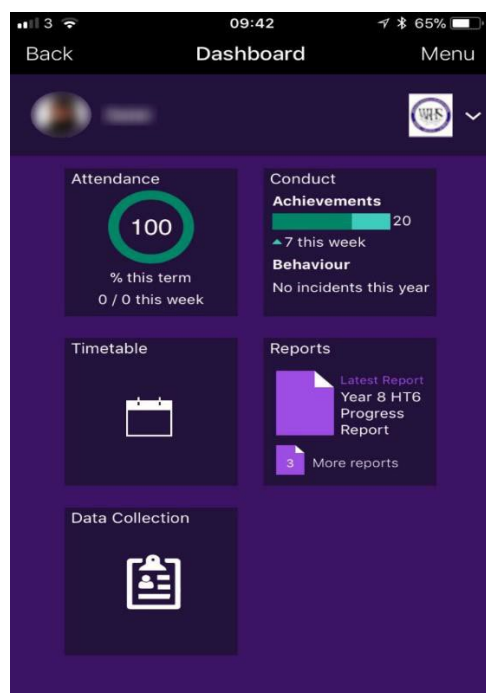 3 09:42 65%
Back Dashboard Menu
WHS
Attendance
100
% this term
0 / 0 this week
Conduct
Achievements
20
7 this week
Behaviour
No incidents this year
Timetable
Reports
Latest Report
Year 8 HT6
Progress
Report
3 More reports
Data Collection